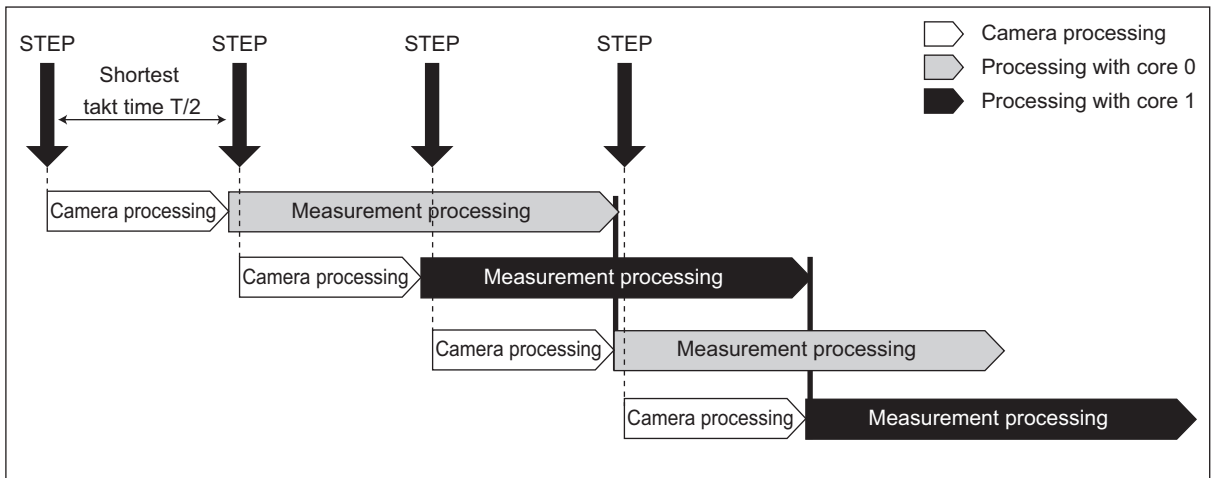 STEP
STEP
STEP
STEP
Camera processing
Processing with core 0
Processing with core 1
Shortest
takt time T/2
Camera processing
Measurement processing
Camera processing
Measurement processing
Camera processing
Measurement processing
Camera processing
Measurement processing